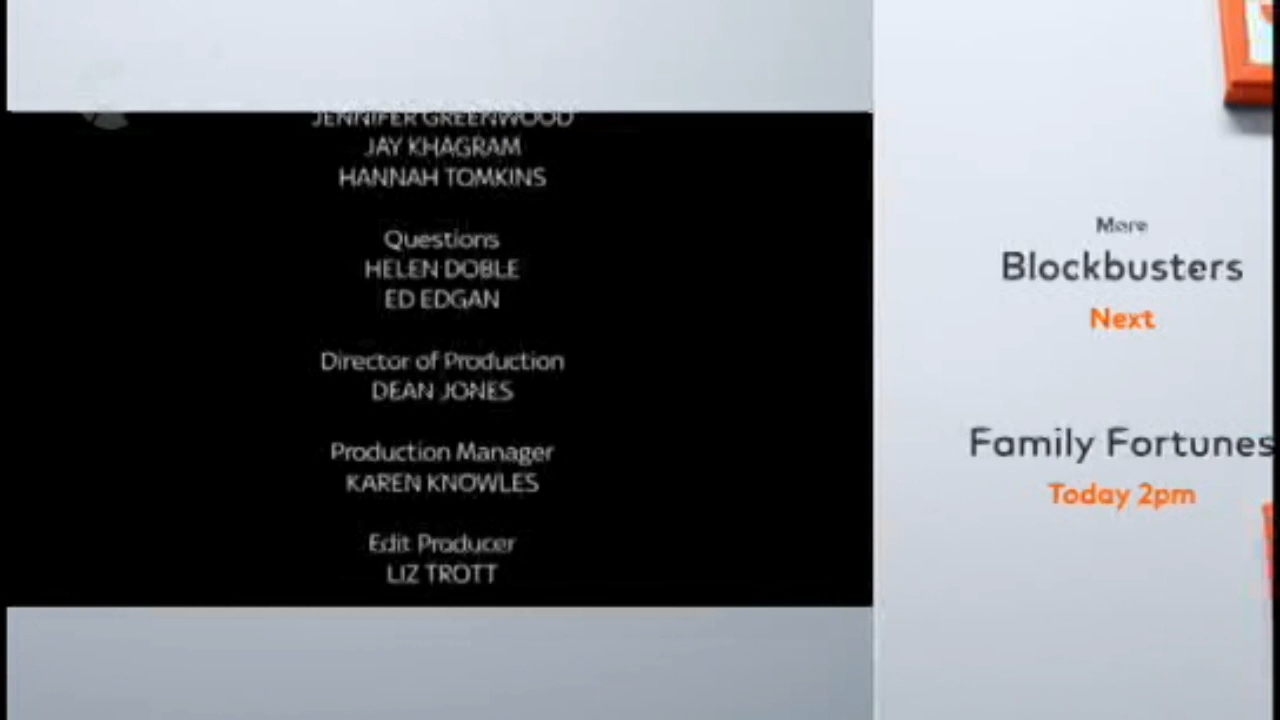 JENNIFER GREENWOOD
JAY KHAGRAM
HANNAH TOMKINS
Questions
HELEN DOBLE
ED EDGAN
Director of Production
DEAN JONES
Production Manager
KAREN KNOWLES
Edit Producer
LIZ TROTT
More
Blockbusters
Next
Family Fortunes
Today 2pm